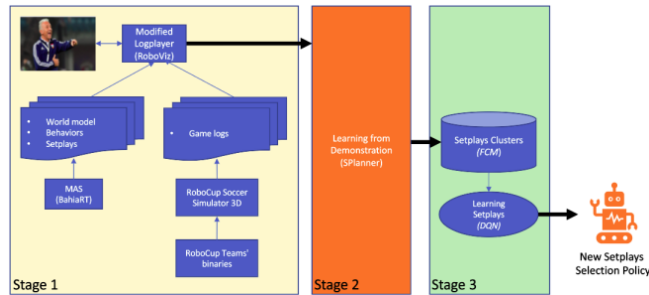 Modified
Logplayer
(RoboViz)
• World model
• Behaviors
• Setplays
• Game logs
MAS
(BahiaRT)
RoboCup Soccer
Simulator 3D
RoboCup Teams'
binaries
Stage 1
Learning from
Demonstration
(SPlanner)
Stage 2
Setplays Clusters
(FCM)
Learning
Setplays
(DQN)
Stage 3
New Setplays
Selection Policy